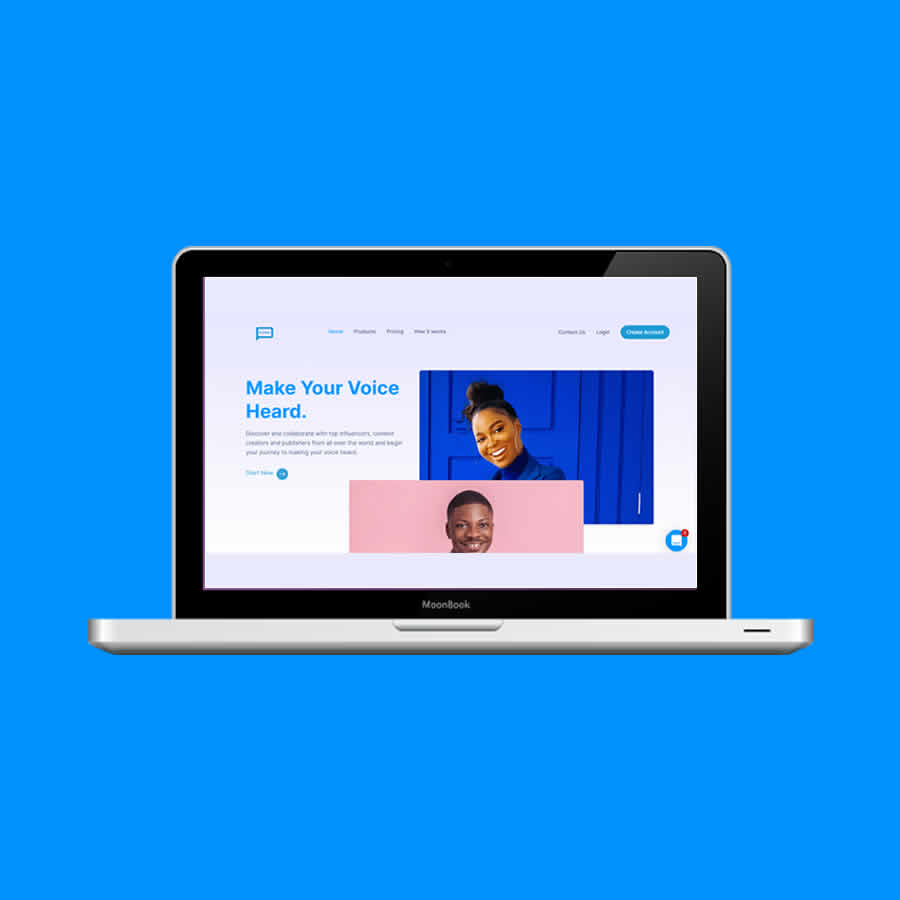 Home Products Pricing How it works Contact Us Login Create Account
Make Your Voice
Heard.
Discover and collaborate with top influencers, content
creators and publishers from all over the world and begin
your journey to making your voice heard.
Start Now
MoonBook